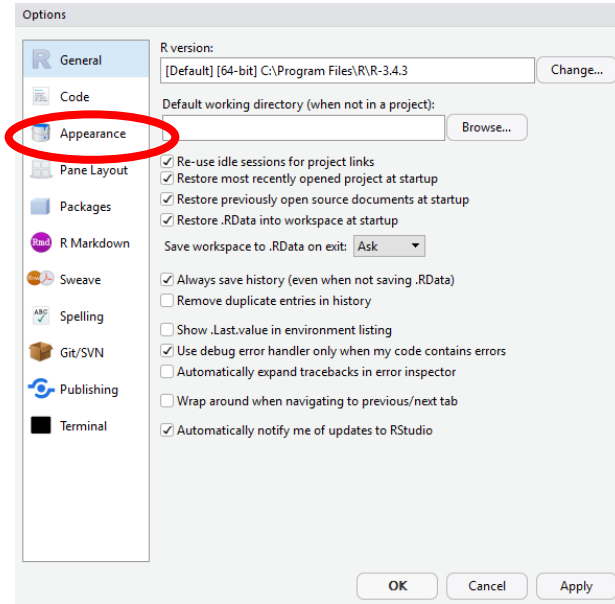 Options
General
Code
Appearance
Pane Layout
Packages
Rmd R Markdown
Sweave
ABC Spelling
Git/SVN
Publishing
Terminal
R version:
[Default] [64-bit] C:\Program Files\R\R-3.4.3
Change...
Default working directory (when not in a project):
Browse...
Re-use idle sessions for project links
Restore most recently opened project at startup
Restore previously open source documents at startup
Restore .RData into workspace at startup
Save workspace to .RData on exit: Ask
Always save history (even when not saving .RData)
Remove duplicate entries in history
Show .Last.value in environment listing
Use debug error handler only when my code contains errors
Automatically expand tracebacks in error inspector
Wrap around when navigating to previous/next tab
Automatically notify me of updates to RStudio
OK Cancel Apply